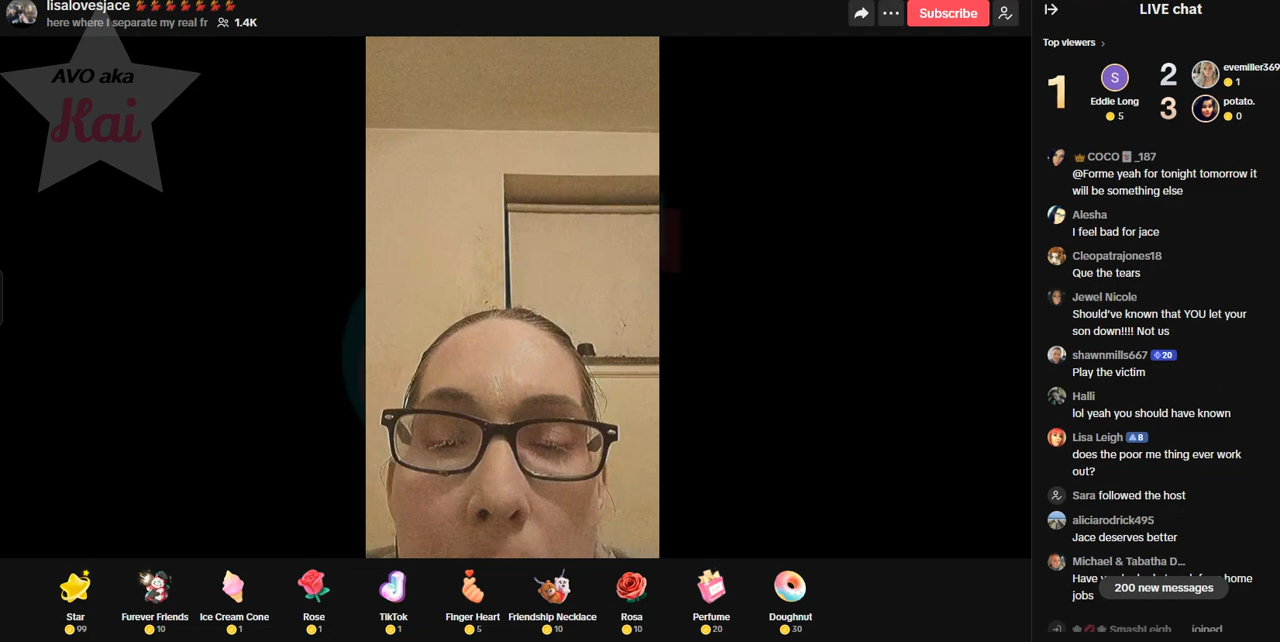 lisalovesjace
here where I separate my real fr 1.4K
Subscribe
AVO aka
Kai
LIVE chat
Top viewers
1
S
Eddie Long
5
2
evemiller369
1
3
potato.
0
COCO _187
@Forme yeah for tonight tomorrow it
will be something else
Alesha
I feel bad for jace
Cleopatrajones18
Que the tears
Jewel Nicole
Should've known that YOU let your
son down!!!! Not us
shawnmills667 20
Play the victim
Halli
lol yeah you should have known
Lisa Leigh 8
does the poor me thing ever work
out?
Sara followed the host
aliciarodrick495
Jace deserves better
Michael & Tabatha D...
Have home
jobs
200 new messages
SmashLeigh joined
Star
99
Furever Friends
10
Ice Cream Cone
1
Rose
1
TikTok
1
Finger Heart
5
Friendship Necklace
10
Rosa
10
Perfume
20
Doughnut
30